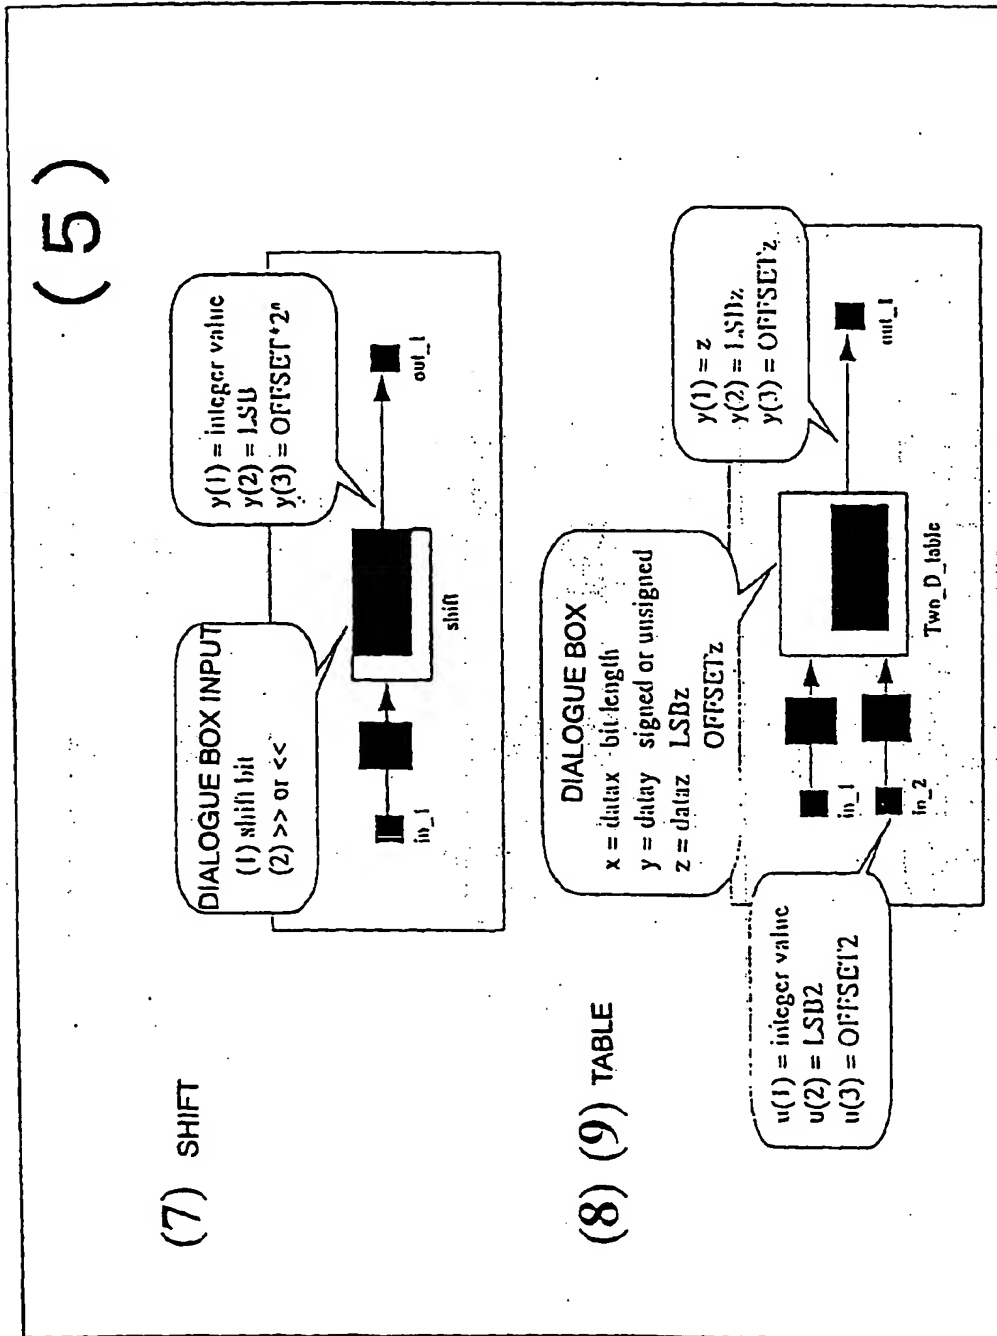 (5)
(7) SHIFT
DIALOGUE BOX INPUT
(1) shift bit
(2) >> or <<
y(1) = integer value
y(2) = LSB
y(3) = OFFSET*2ⁿ
in_1
shift
out_1
(8) (9) TABLE
DIALOGUE BOX
x = datax bit length
y = datay signed or unsigned
z = dataz LSBz
OFFSETz
y(1) = z
y(2) = LSBz
y(3) = OFFSETz
u(1) = integer value
u(2) = LSB2
u(3) = OFFSET2
in_1
in_2
Two_D_table
out_1